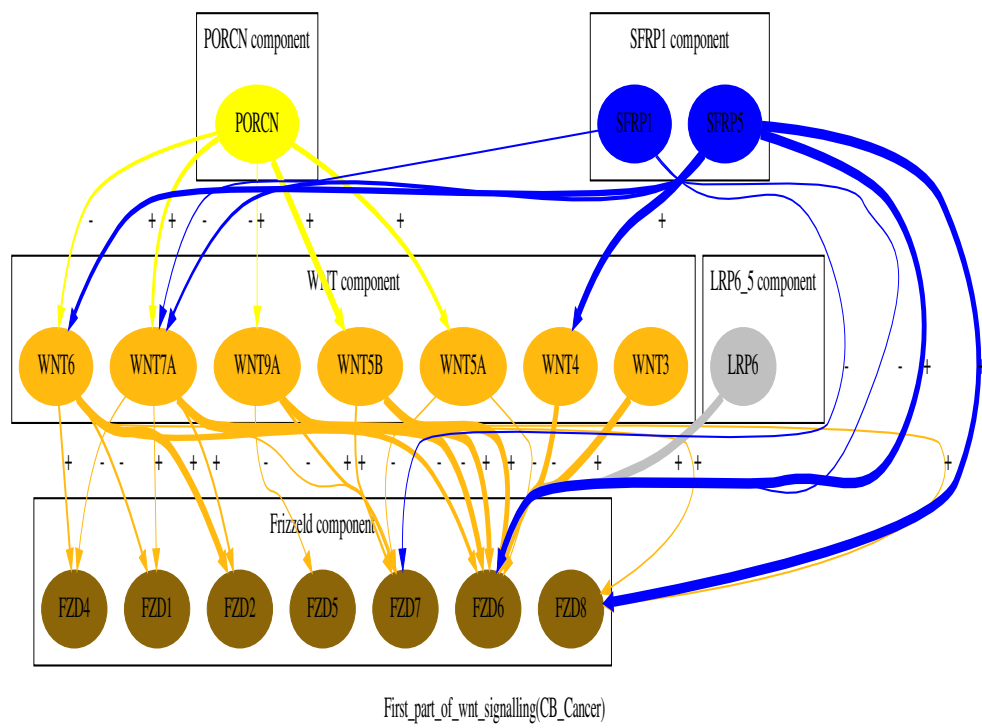 PORCN component
SFRP1 component
PORCN
SFRP1
SFRP5
- + + - - + + + +
WNT component
LRP6_5 component
WNT6
WNT7A
WNT9A
WNT5B
WNT5A
WNT4
WNT3
LRP6
- - + +
+ - - + + + - - + + - - - + + - - + + + +
Frizzeld component
FZD4
FZD1
FZD2
FZD5
FZD7
FZD6
FZD8
First_part_of_wnt_signalling(CB_Cancer)